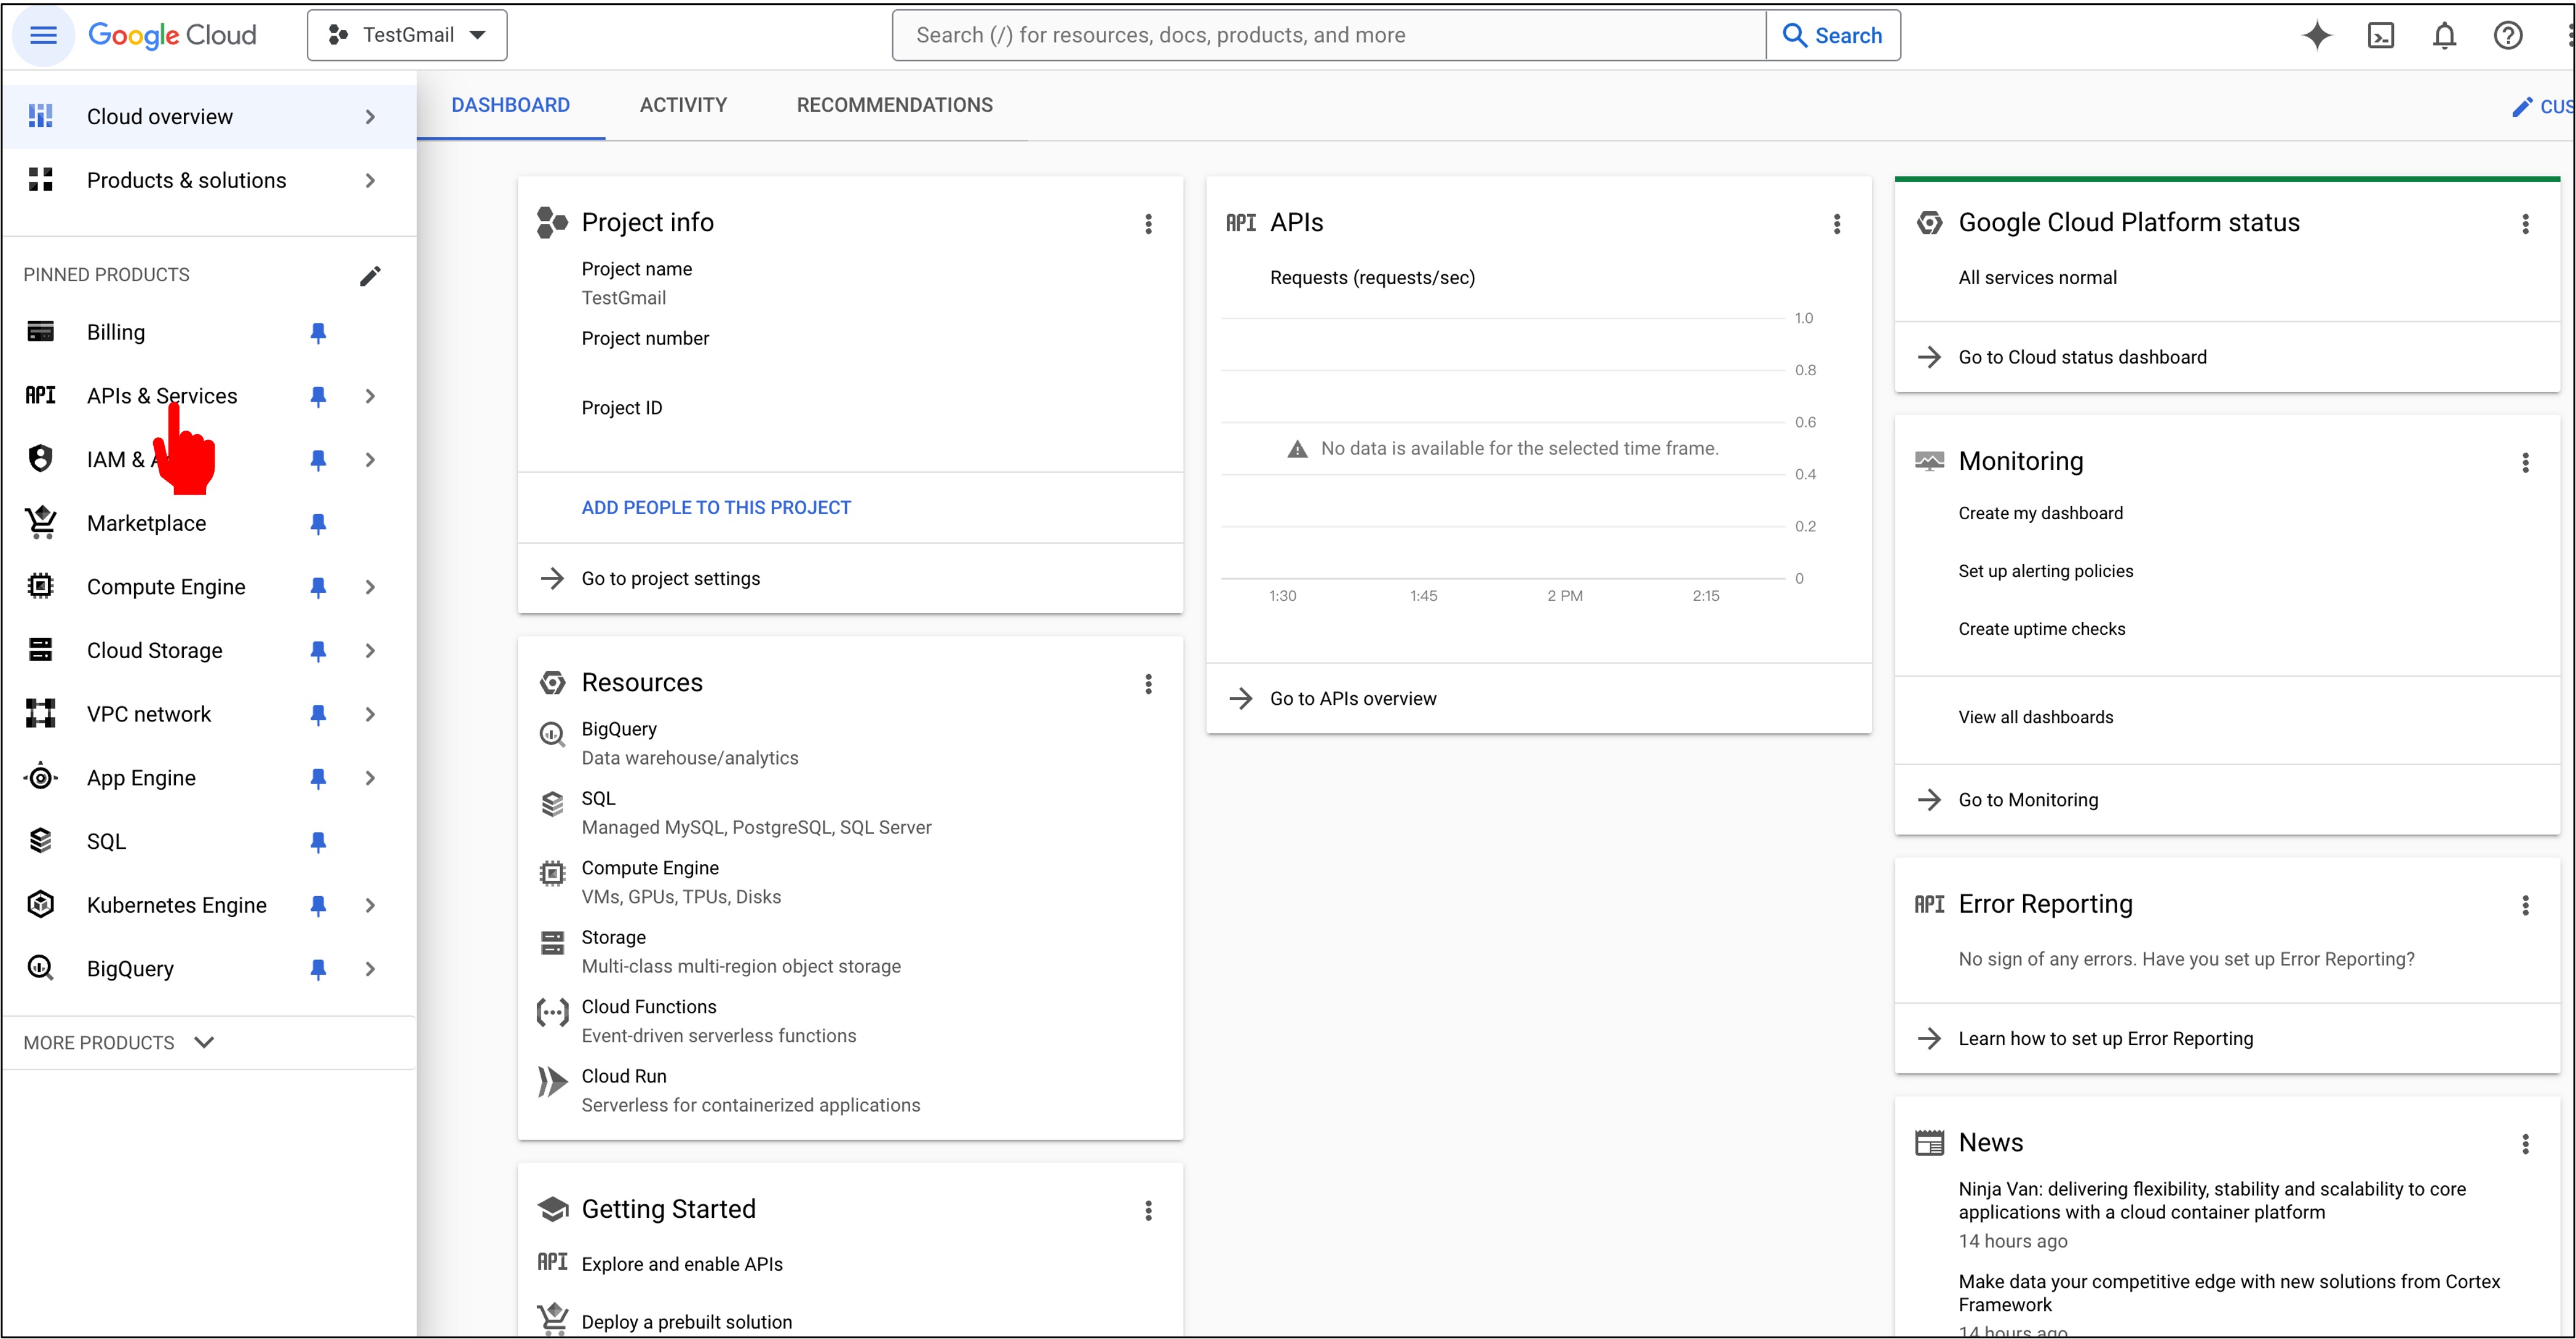 Google Cloud
TestGmail
Search (/) for resources, docs, products, and more
Search
Cloud overview
Products & solutions
PINNED PRODUCTS
Billing
API
APIs & Services
IAM &
Marketplace
Compute Engine
Cloud Storage
VPC network
App Engine
SQL
Kubernetes Engine
BigQuery
MORE PRODUCTS
DASHBOARD
ACTIVITY
RECOMMENDATIONS
CUS
Project info
Project name
TestGmail
Project number
Project ID
ADD PEOPLE TO THIS PROJECT
Go to project settings
Resources
BigQuery
Data warehouse/analytics
SQL
Managed MySQL, PostgreSQL, SQL Server
Compute Engine
VMs, GPUs, TPUs, Disks
Storage
Multi-class multi-region object storage
Cloud Functions
Event-driven serverless functions
Cloud Run
Serverless for containerized applications
Getting Started
API
Explore and enable APIs
Deploy a prebuilt solution
API
APIs
Requests (requests/sec)
1.0
0.8
0.6
No data is available for the selected time frame.
0.4
0.2
0
1:30
1:45
2 PM
2:15
Go to APIs overview
Google Cloud Platform status
All services normal
Go to Cloud status dashboard
Monitoring
Create my dashboard
Set up alerting policies
Create uptime checks
View all dashboards
Go to Monitoring
API
Error Reporting
No sign of any errors. Have you set up Error Reporting?
Learn how to set up Error Reporting
News
Ninja Van: delivering flexibility, stability and scalability to core
applications with a cloud container platform
14 hours ago
Make data your competitive edge with new solutions from Cortex
Framework
14 hours ago